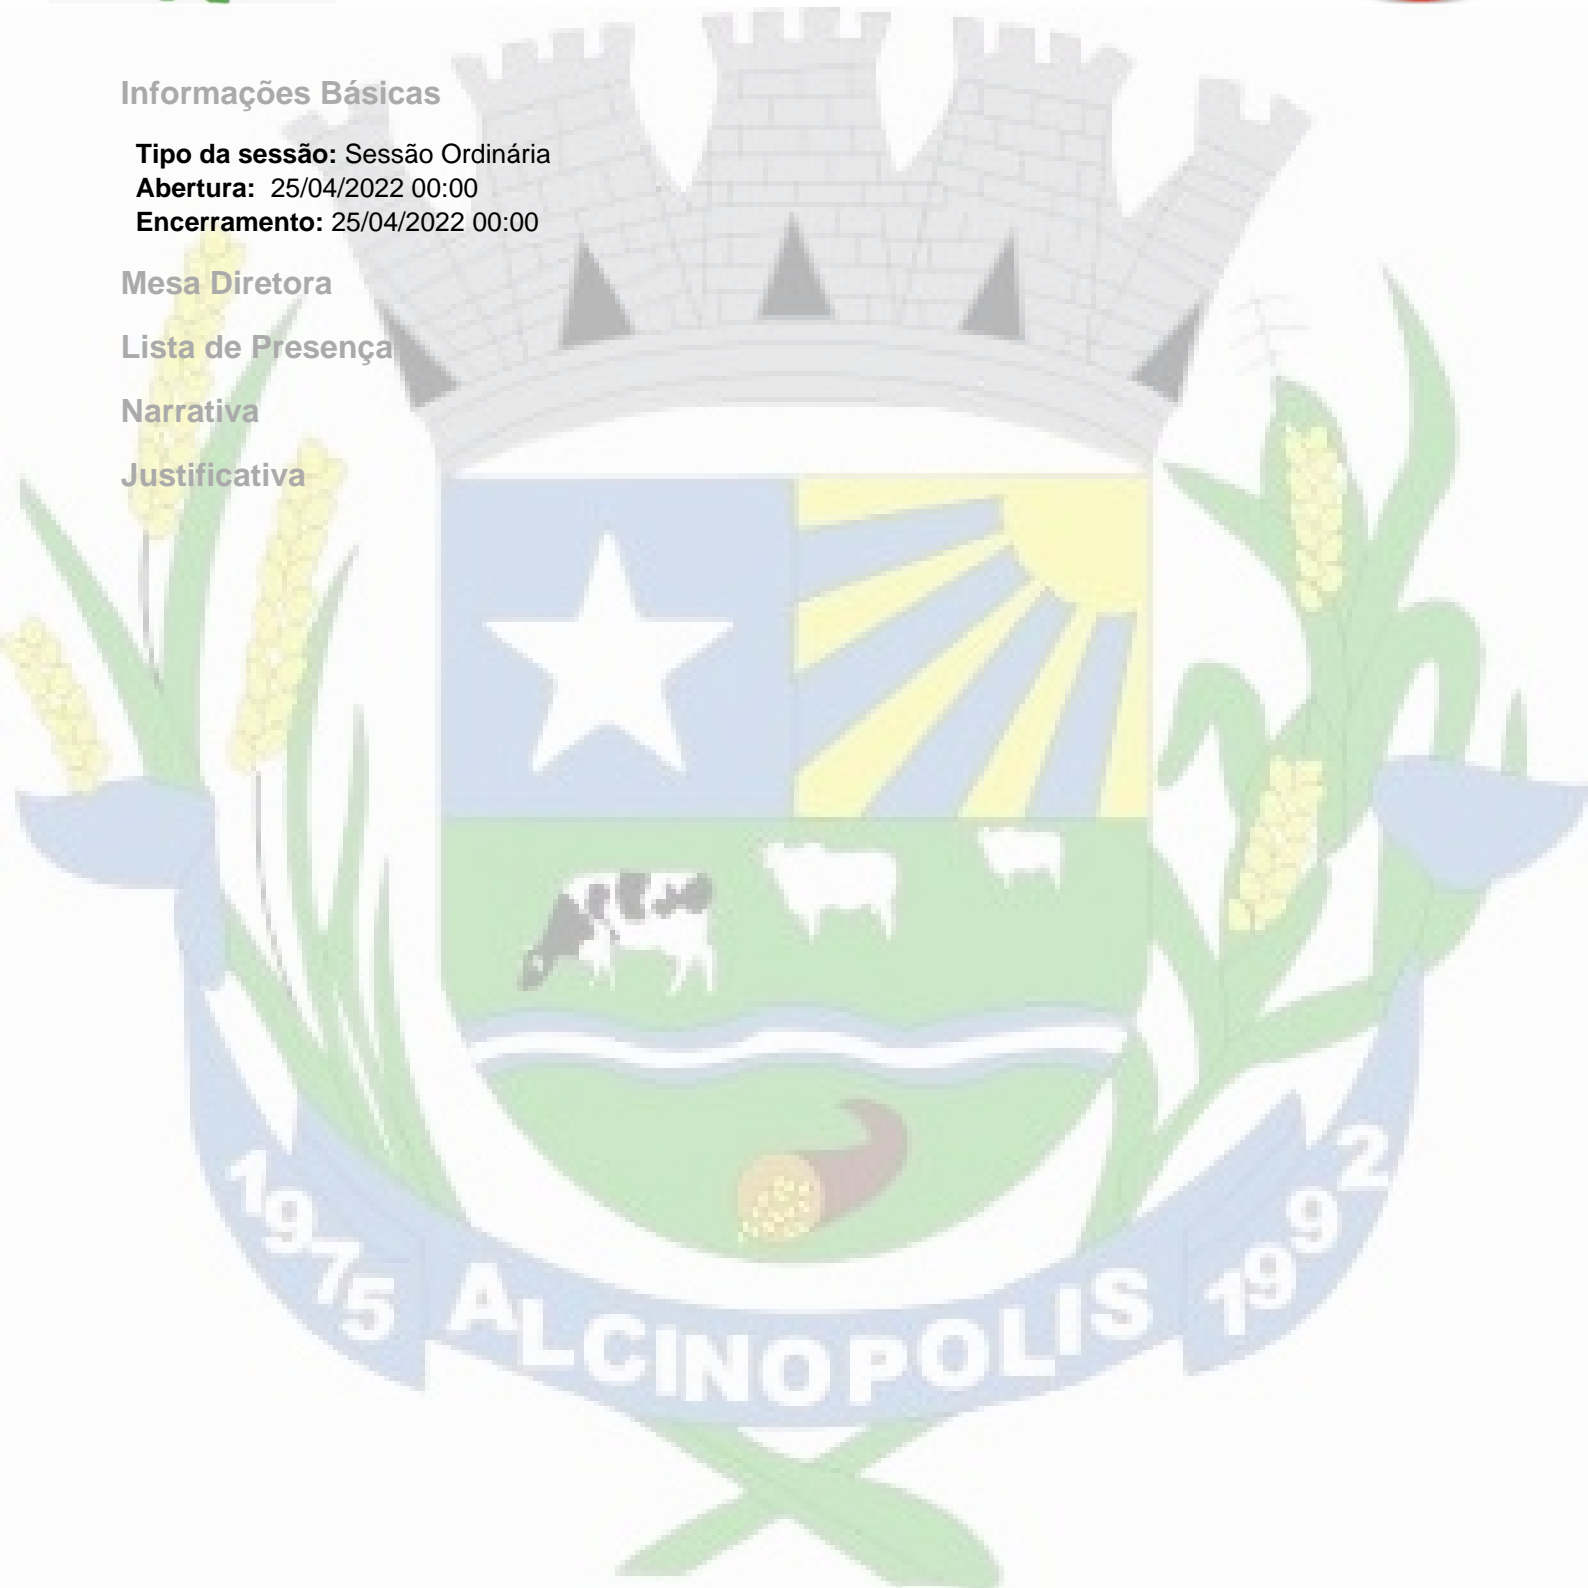 Informações Básicas
Tipo da sessão: Sessão Ordinária
Abertura: 25/04/2022 00:00
Encerramento: 25/04/2022 00:00
Mesa Diretora
Lista de Presença
Narrativa
Justificativa
1975 ALCINOPOLIS 1992